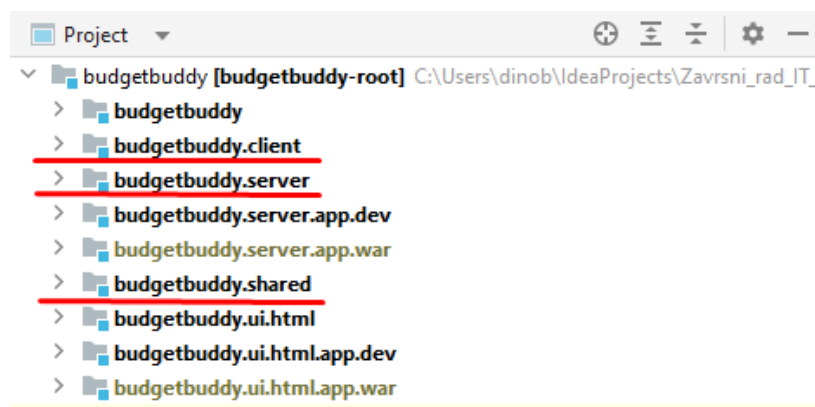 Project
budgetbuddy [budgetbuddy-root] C:\Users\dinob\IdeaProjects\Zavrsni_rad_IT_
budgetbuddy
budgetbuddy.client
budgetbuddy.server
budgetbuddy.server.app.dev
budgetbuddy.server.app.war
budgetbuddy.shared
budgetbuddy.ui.html
budgetbuddy.ui.html.app.dev
budgetbuddy.ui.html.app.war